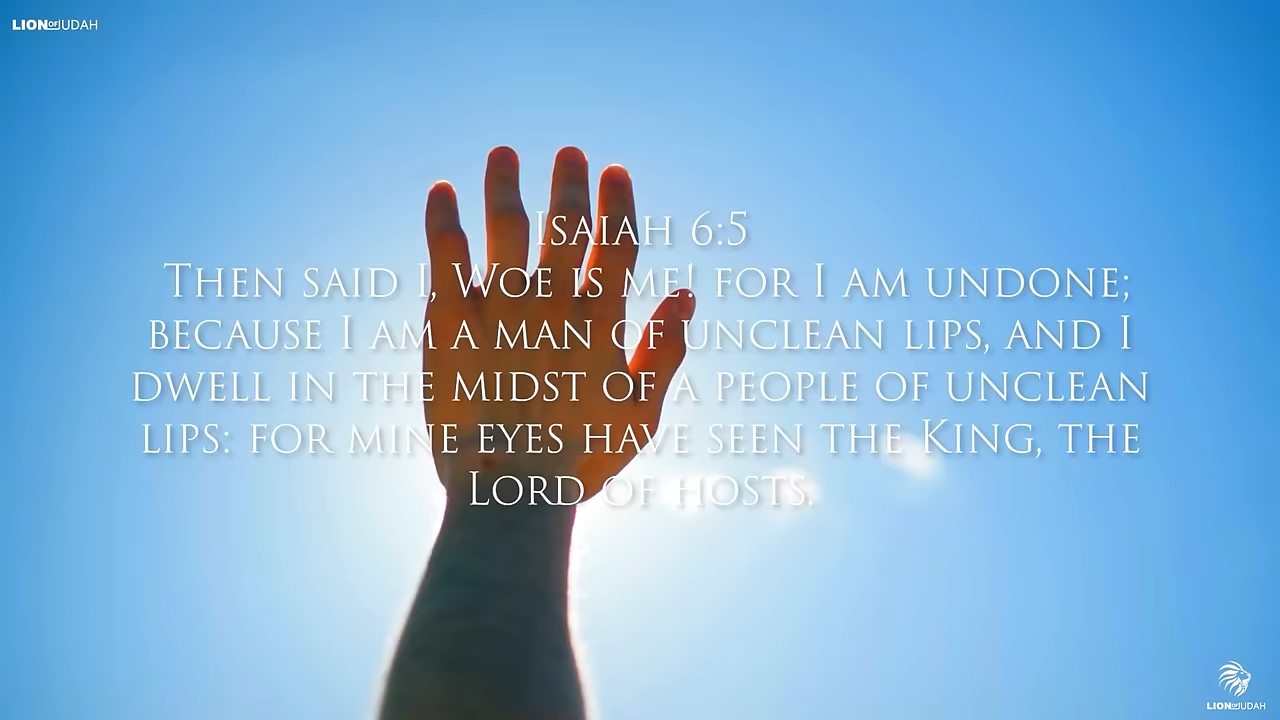 LION OF JUDAH
Isaiah 6:5
Then said I, Woe is me! for I am undone;
because I am a man of unclean lips, and I
dwell in the midst of a people of unclean
lips: for mine eyes have seen the King, the
Lord of hosts.
LION OF JUDAH